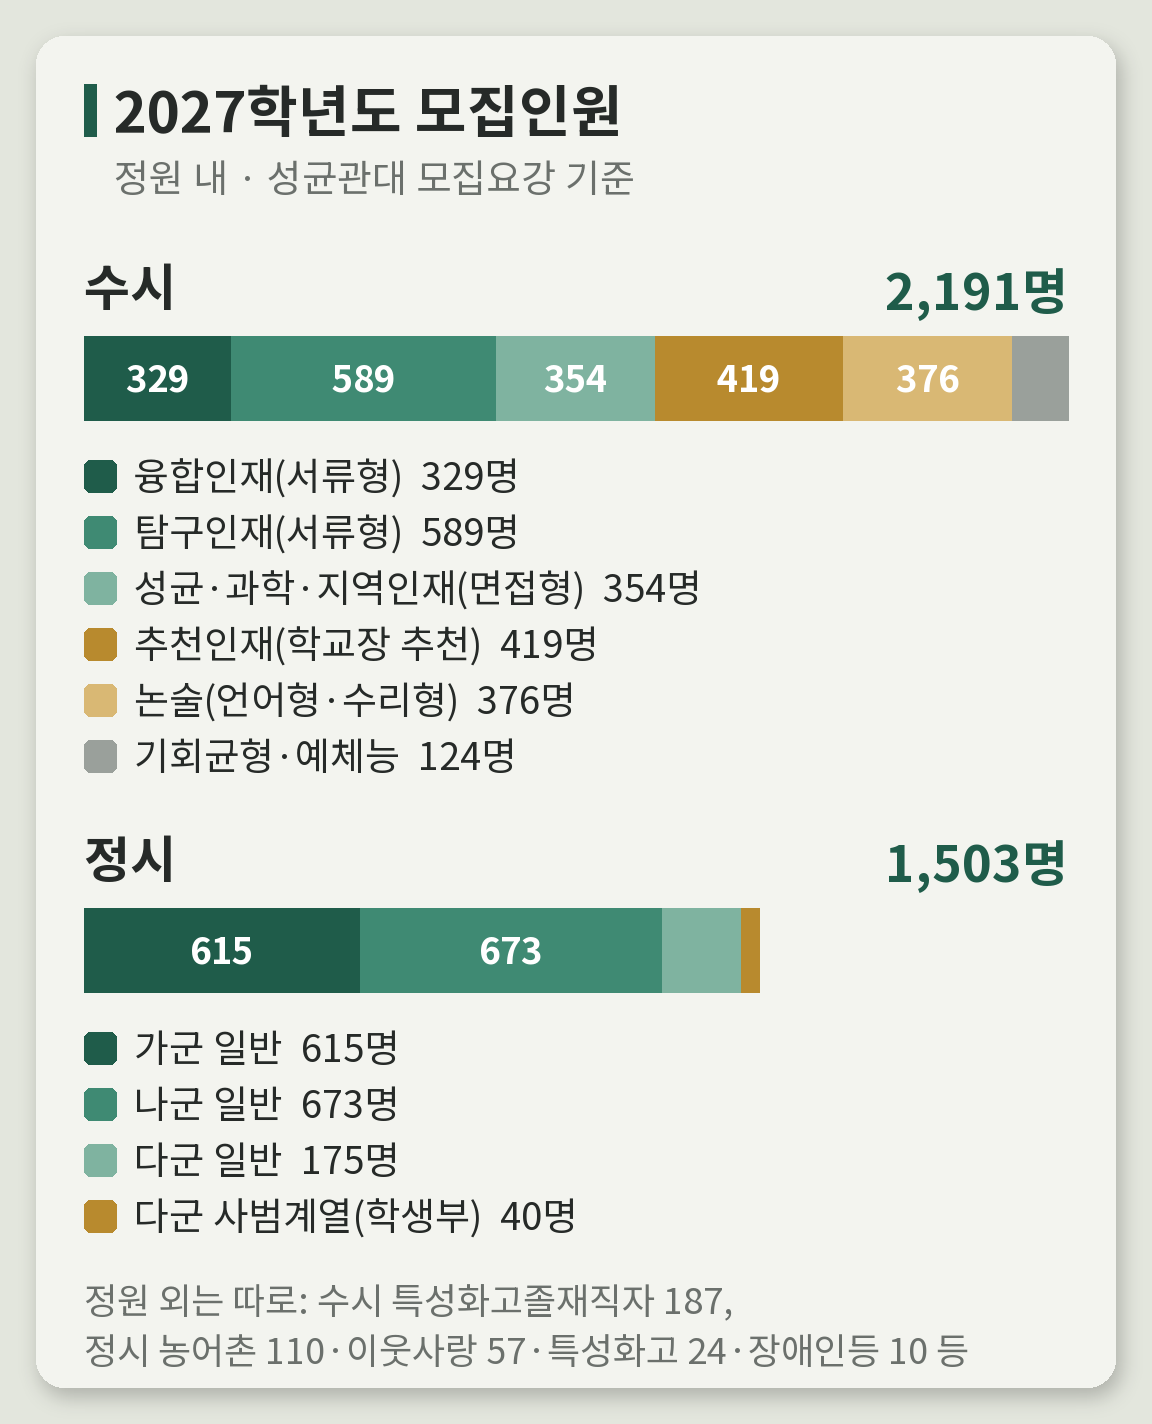 2027학년도 모집인원
정원 내 · 성균관대 모집요강 기준
수시 2,191명
329 589 354 419 376
융합인재(서류형) 329명
탐구인재(서류형) 589명
성균·과학·지역인재(면접형) 354명
추천인재(학교장 추천) 419명
논술(언어형·수리형) 376명
기회균형·예체능 124명
정시 1,503명
615 673
가군 일반 615명
나군 일반 673명
다군 일반 175명
다군 사범계열(학생부) 40명
정원 외는 따로: 수시 특성화고졸재직자 187,
정시 농어촌 110·이웃사랑 57·특성화고 24·장애인등 10 등